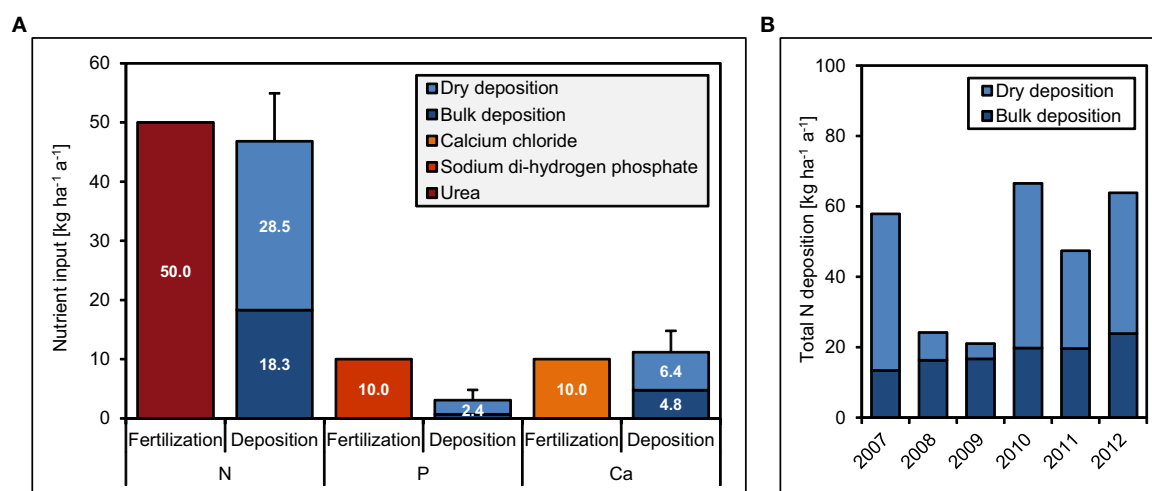 A
Nutrient input [kg ha⁻¹ a⁻¹]
60
50
40
30
20
10
0
Dry deposition
Bulk deposition
Calcium chloride
Sodium di-hydrogen phosphate
Urea
50.0
28.5
18.3
10.0
2.4
10.0
6.4
4.8
Fertilization Deposition Fertilization Deposition Fertilization Deposition
N P Ca
B
Total N deposition [kg ha⁻¹ a⁻¹]
100
80
60
40
20
0
Dry deposition
Bulk deposition
2007 2008 2009 2010 2011 2012